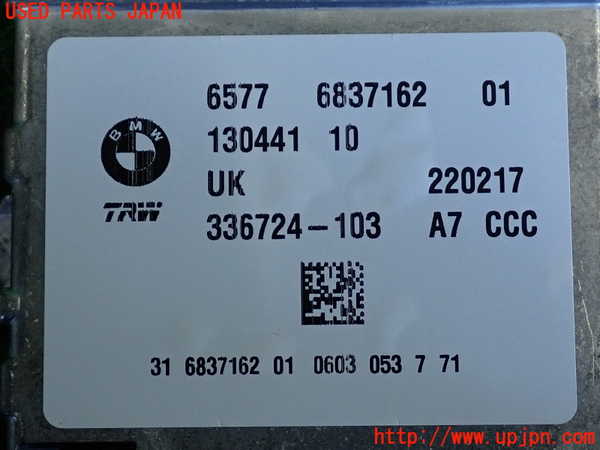 USED PARTS JAPAN
6577 6837162 01
BMW
130441 10
UK 220217
TRW
336724-103 A7 CCC
31 6837162 01 0603 053 7 71
http://www.upjpn.com/